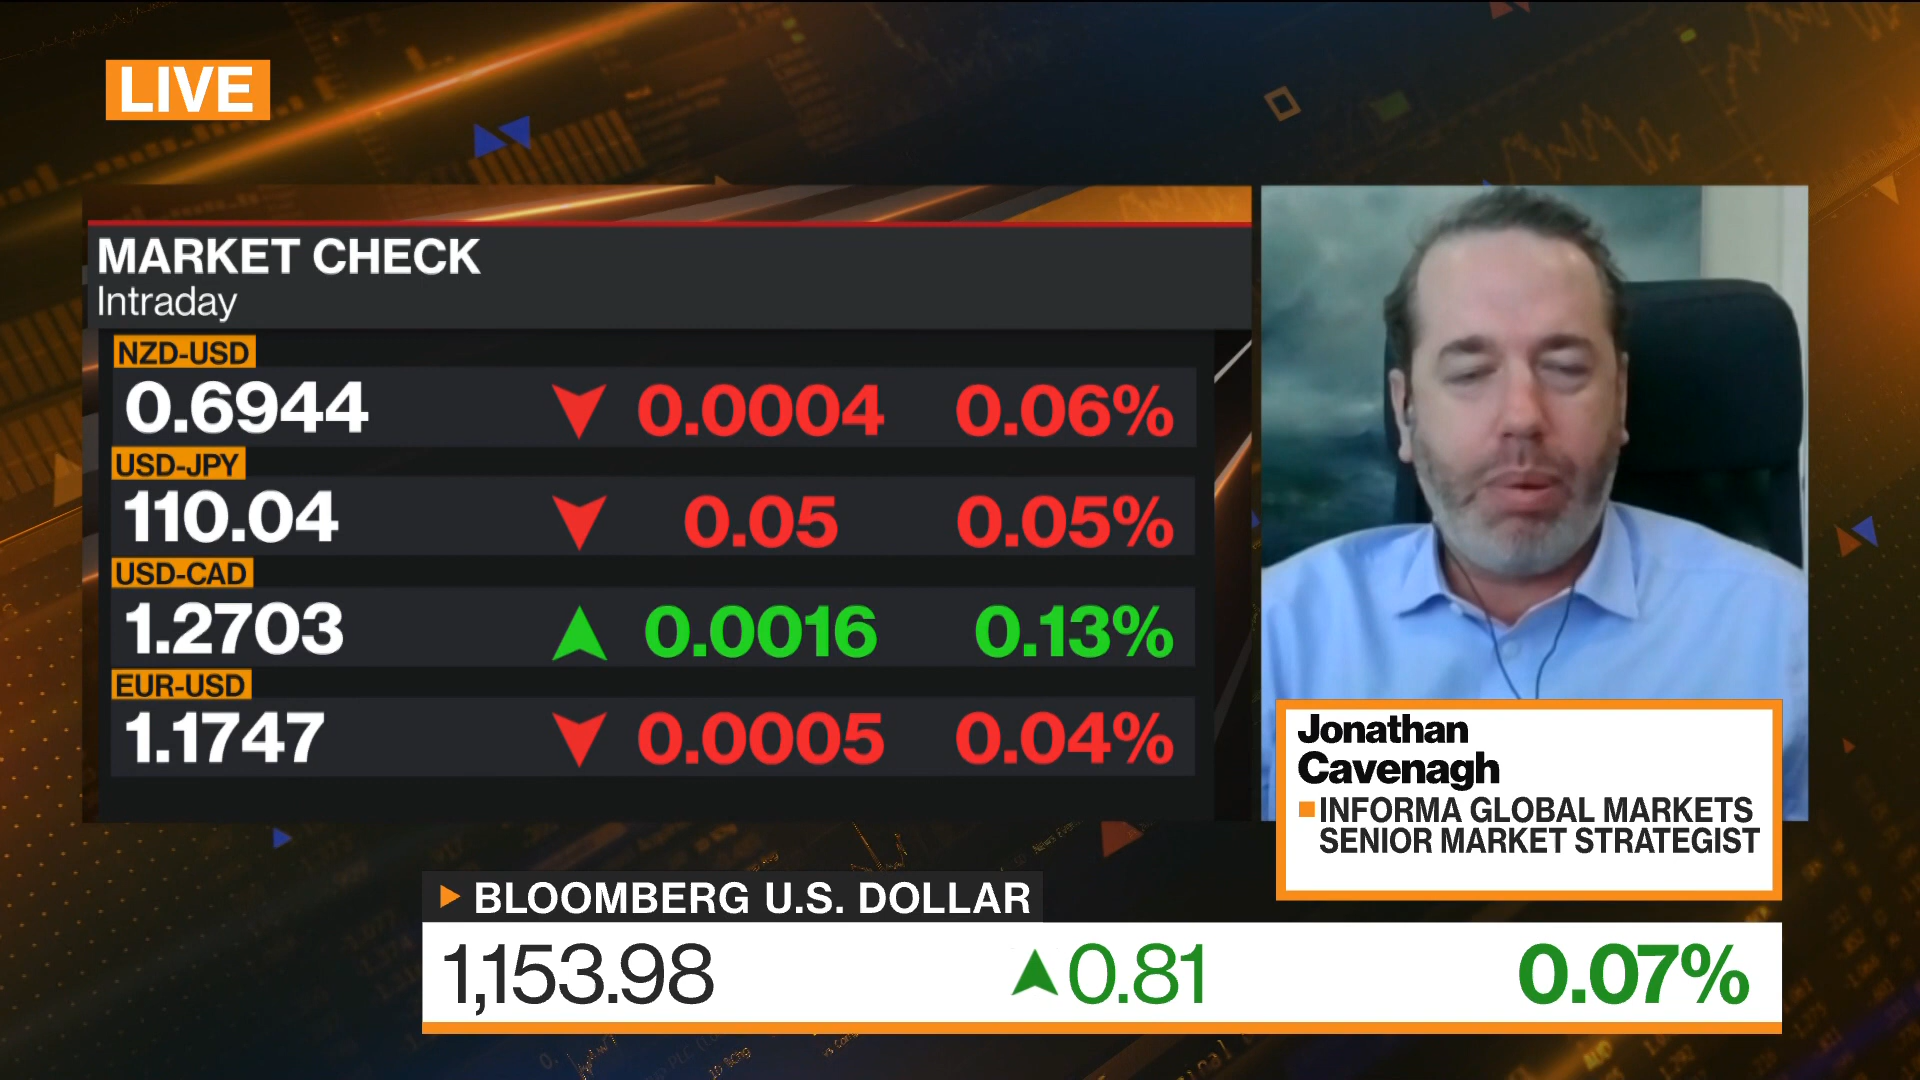 LIVE
MARKET CHECK
Intraday
NZD-USD
0.6944 ▼ 0.0004 0.06%
USD-JPY
110.04 ▼ 0.05 0.05%
USD-CAD
1.2703 ▲ 0.0016 0.13%
EUR-USD
1.1747 ▼ 0.0005 0.04%
Jonathan
Cavenagh
INFORMA GLOBAL MARKETS
SENIOR MARKET STRATEGIST
BLOOMBERG U.S. DOLLAR
1,153.98 ▲ 0.81 0.07%